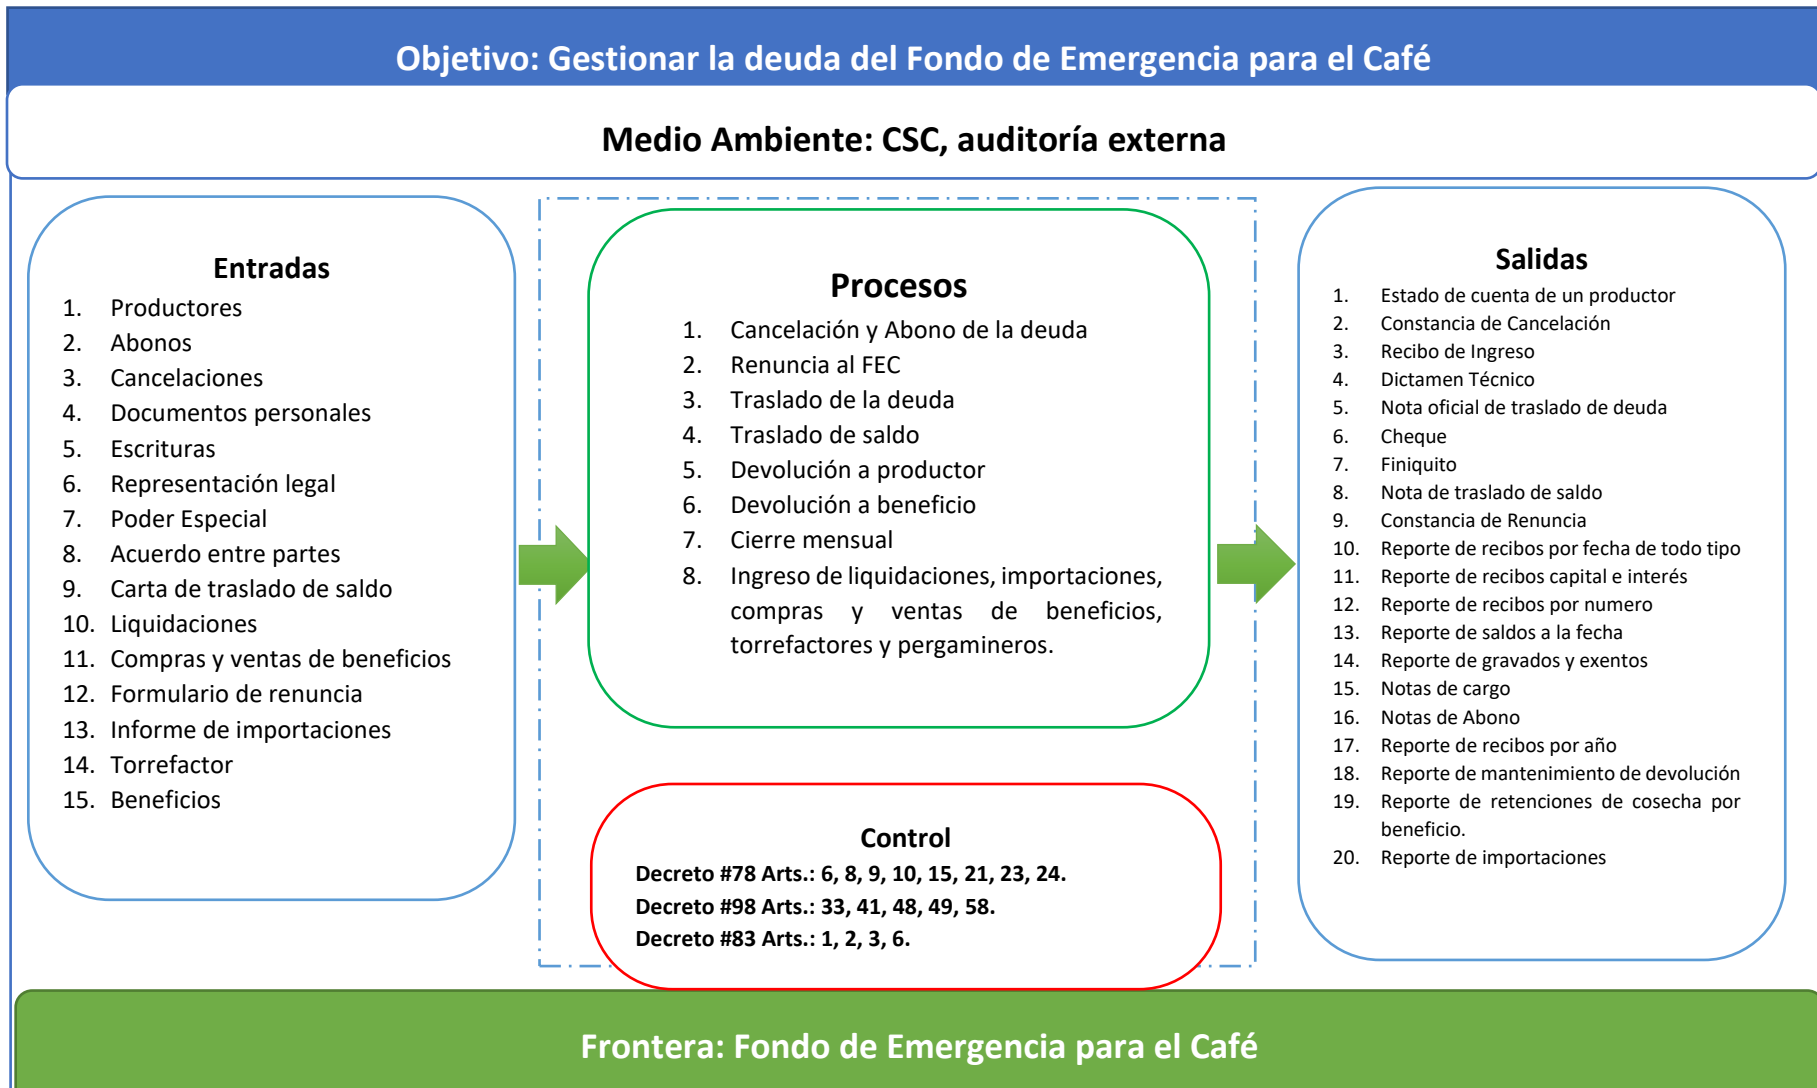 Objetivo: Gestionar la deuda del Fondo de Emergencia para el Café
Medio Ambiente: CSC, auditoría externa
Entradas
1. Productores
2. Abonos
3. Cancelaciones
4. Documentos personales
5. Escrituras
6. Representación legal
7. Poder Especial
8. Acuerdo entre partes
9. Carta de traslado de saldo
10. Liquidaciones
11. Compras y ventas de beneficios
12. Formulario de renuncia
13. Informe de importaciones
14. Torrefactor
15. Beneficios
Procesos
1. Cancelación y Abono de la deuda
2. Renuncia al FEC
3. Traslado de la deuda
4. Traslado de saldo
5. Devolución a productor
6. Devolución a beneficio
7. Cierre mensual
8. Ingreso de liquidaciones, importaciones,
compras y ventas de beneficios,
torrefactores y pergamineros.
Control
Decreto #78 Arts.: 6, 8, 9, 10, 15, 21, 23, 24.
Decreto #98 Arts.: 33, 41, 48, 49, 58.
Decreto #83 Arts.: 1, 2, 3, 6.
Salidas
1. Estado de cuenta de un productor
2. Constancia de Cancelación
3. Recibo de Ingreso
4. Dictamen Técnico
5. Nota oficial de traslado de deuda
6. Cheque
7. Finiquito
8. Nota de traslado de saldo
9. Constancia de Renuncia
10. Reporte de recibos por fecha de todo tipo
11. Reporte de recibos capital e interés
12. Reporte de recibos por numero
13. Reporte de saldos a la fecha
14. Reporte de gravados y exentos
15. Notas de cargo
16. Notas de Abono
17. Reporte de recibos por año
18. Reporte de mantenimiento de devolución
19. Reporte de retenciones de cosecha por
beneficio.
20. Reporte de importaciones
Frontera: Fondo de Emergencia para el Café